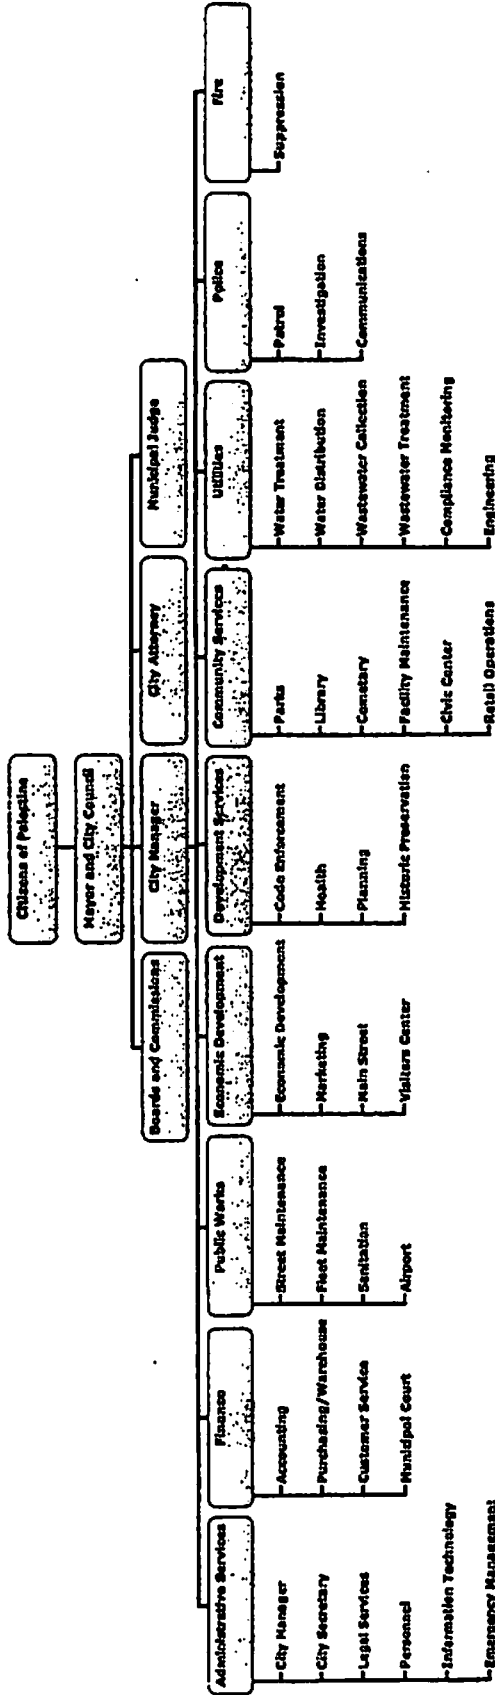 Citizens of Palestine
Mayor and City Council
Boards and Commissions
City Manager
City Attorney
Municipal Judge
Administrative Services
City Manager
City Secretary
Legal Services
Personnel
Information Technology
Emergency Management
Finance
Accounting
Purchasing/Warehouse
Customer Service
Municipal Court
Public Works
Street Maintenance
Fleet Maintenance
Sanitation
Airport
Economic Development
Economic Development
Marketing
Main Street
Visitors Center
Development Services
Code Enforcement
Health
Planning
Historic Preservation
Community Services
Parks
Library
Cemetary
Facility Maintenance
Civic Center
Retail Operations
Utilities
Water Treatment
Water Distribution
Wastewater Collection
Wastewater Treatment
Compliance Monitoring
Engineering
Police
Patrol
Investigation
Communications
Fire
Suppression